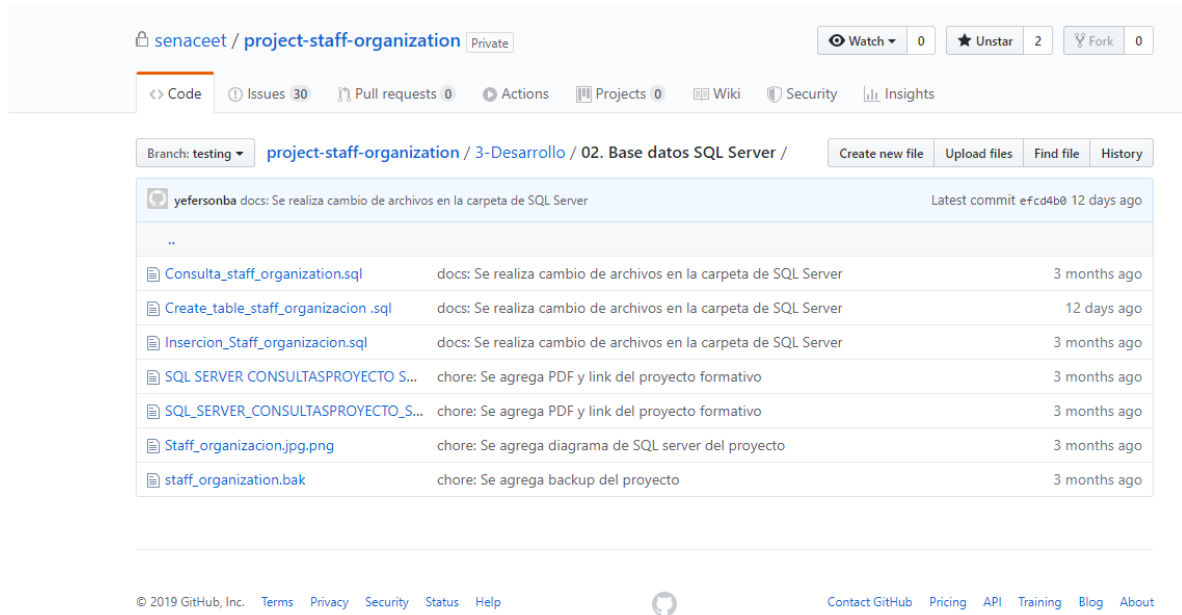 senaceet / project-staff-organization Private Watch 0 Unstar 2 Fork 0
Code Issues 30 Pull requests 0 Actions Projects 0 Wiki Security Insights
Branch: testing project-staff-organization / 3-Desarrollo / 02. Base datos SQL Server / Create new file Upload files Find file History
yefersonba docs: Se realiza cambio de archivos en la carpeta de SQL Server Latest commit efcd4b0 12 days ago
..
Consulta_staff_organization.sql docs: Se realiza cambio de archivos en la carpeta de SQL Server 3 months ago
Create_table_staff_organizacion .sql docs: Se realiza cambio de archivos en la carpeta de SQL Server 12 days ago
Insercion_Staff_organizacion.sql docs: Se realiza cambio de archivos en la carpeta de SQL Server 3 months ago
SQL SERVER CONSULTASPROYECTO S... chore: Se agrega PDF y link del proyecto formativo 3 months ago
SQL_SERVER_CONSULTASPROYECTO_S... chore: Se agrega PDF y link del proyecto formativo 3 months ago
Staff_organizacion.jpg.png chore: Se agrega diagrama de SQL server del proyecto 3 months ago
staff_organization.bak chore: Se agrega backup del proyecto 3 months ago
© 2019 GitHub, Inc. Terms Privacy Security Status Help Contact GitHub Pricing API Training Blog About